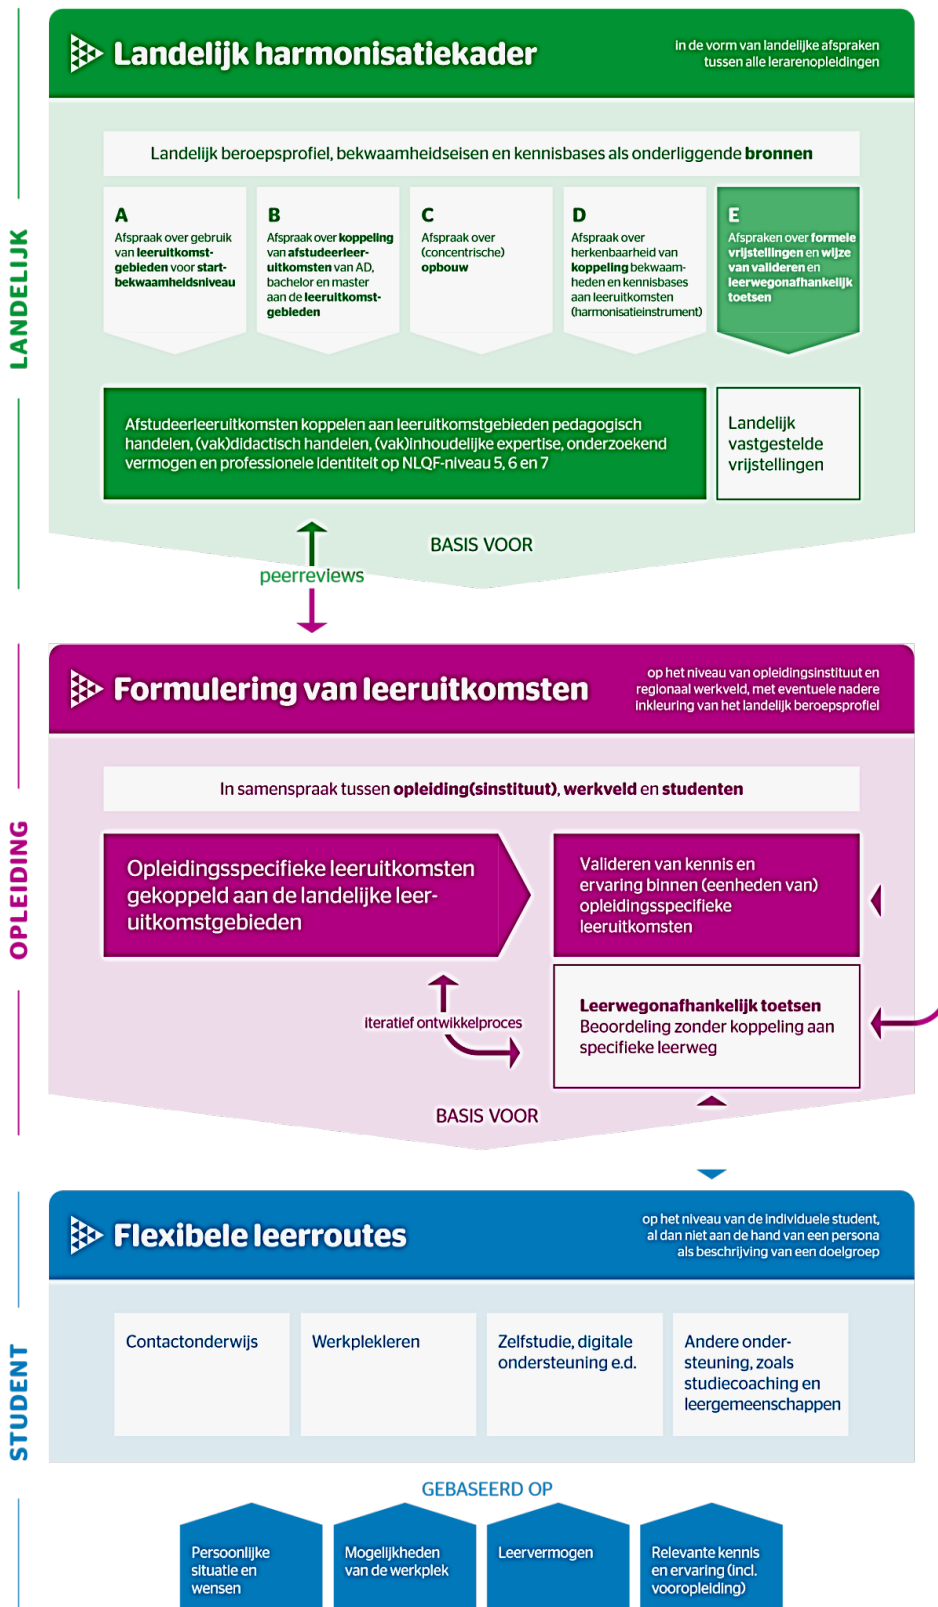 LANDELIJK
Landelijk harmonisatiekader
in de vorm van landelijke afspraken
tussen alle lerarenopleidingen
Landelijk beroepsprofiel, bekwaamheidseisen en kennisbases als onderliggende bronnen
A
Afspraak over gebruik
van leeruitkomst-
gebieden voor start-
bekwaamheidsniveau
B
Afspraak over koppeling
van afstudeerleer-
uitkomsten van AD,
bachelor en master
aan de leeruitkomst-
gebieden
C
Afspraak over
(concentrische)
opbouw
D
Afspraak over
herkenbaarheid van
koppeling bekwaam-
heden en kennisbases
aan leeruitkomsten
(harmonisatieinstrument)
E
Afspraken over formele
vrijstellingen en wijze
van valideren en
leerwegonafhankelijk
toetsen
Afstudeerleeruitkomsten koppelen aan leeruitkomstgebieden pedagogisch
handelen, (vak)didactisch handelen, (vak)inhoudelijke expertise, onderzoekend
vermogen en professionele identiteit op NLQF-niveau 5, 6 en 7
Landelijk
vastgestelde
vrijstellingen
BASIS VOOR
peerreviews
OPLEIDING
Formulering van leeruitkomsten
op het niveau van opleidingsinstituut en
regionaal werkveld, met eventuele nadere
inkleuring van het landelijk beroepsprofiel
In samenspraak tussen opleiding(sinstituut), werkveld en studenten
Opleidingsspecifieke leeruitkomsten
gekoppeld aan de landelijke leer-
uitkomstgebieden
Valideren van kennis en
ervaring binnen (eenheden van)
opleidingsspecifieke
leeruitkomsten
iteratief ontwikkelproces
Leerwegonafhankelijk toetsen
Beoordeling zonder koppeling aan
specifieke leerweg
BASIS VOOR
STUDENT
Flexibele leerroutes
op het niveau van de individuele student,
al dan niet aan de hand van een persona
als beschrijving van een doelgroep
Contactonderwijs
Werkplekleren
Zelfstudie, digitale
ondersteuning e.d.
Andere onder-
steuning, zoals
studiecoaching en
leergemeenschappen
GEBASEERD OP
Persoonlijke
situatie en
wensen
Mogelijkheden
van de werkplek
Leervermogen
Relevante kennis
en ervaring (incl.
vooropleiding)